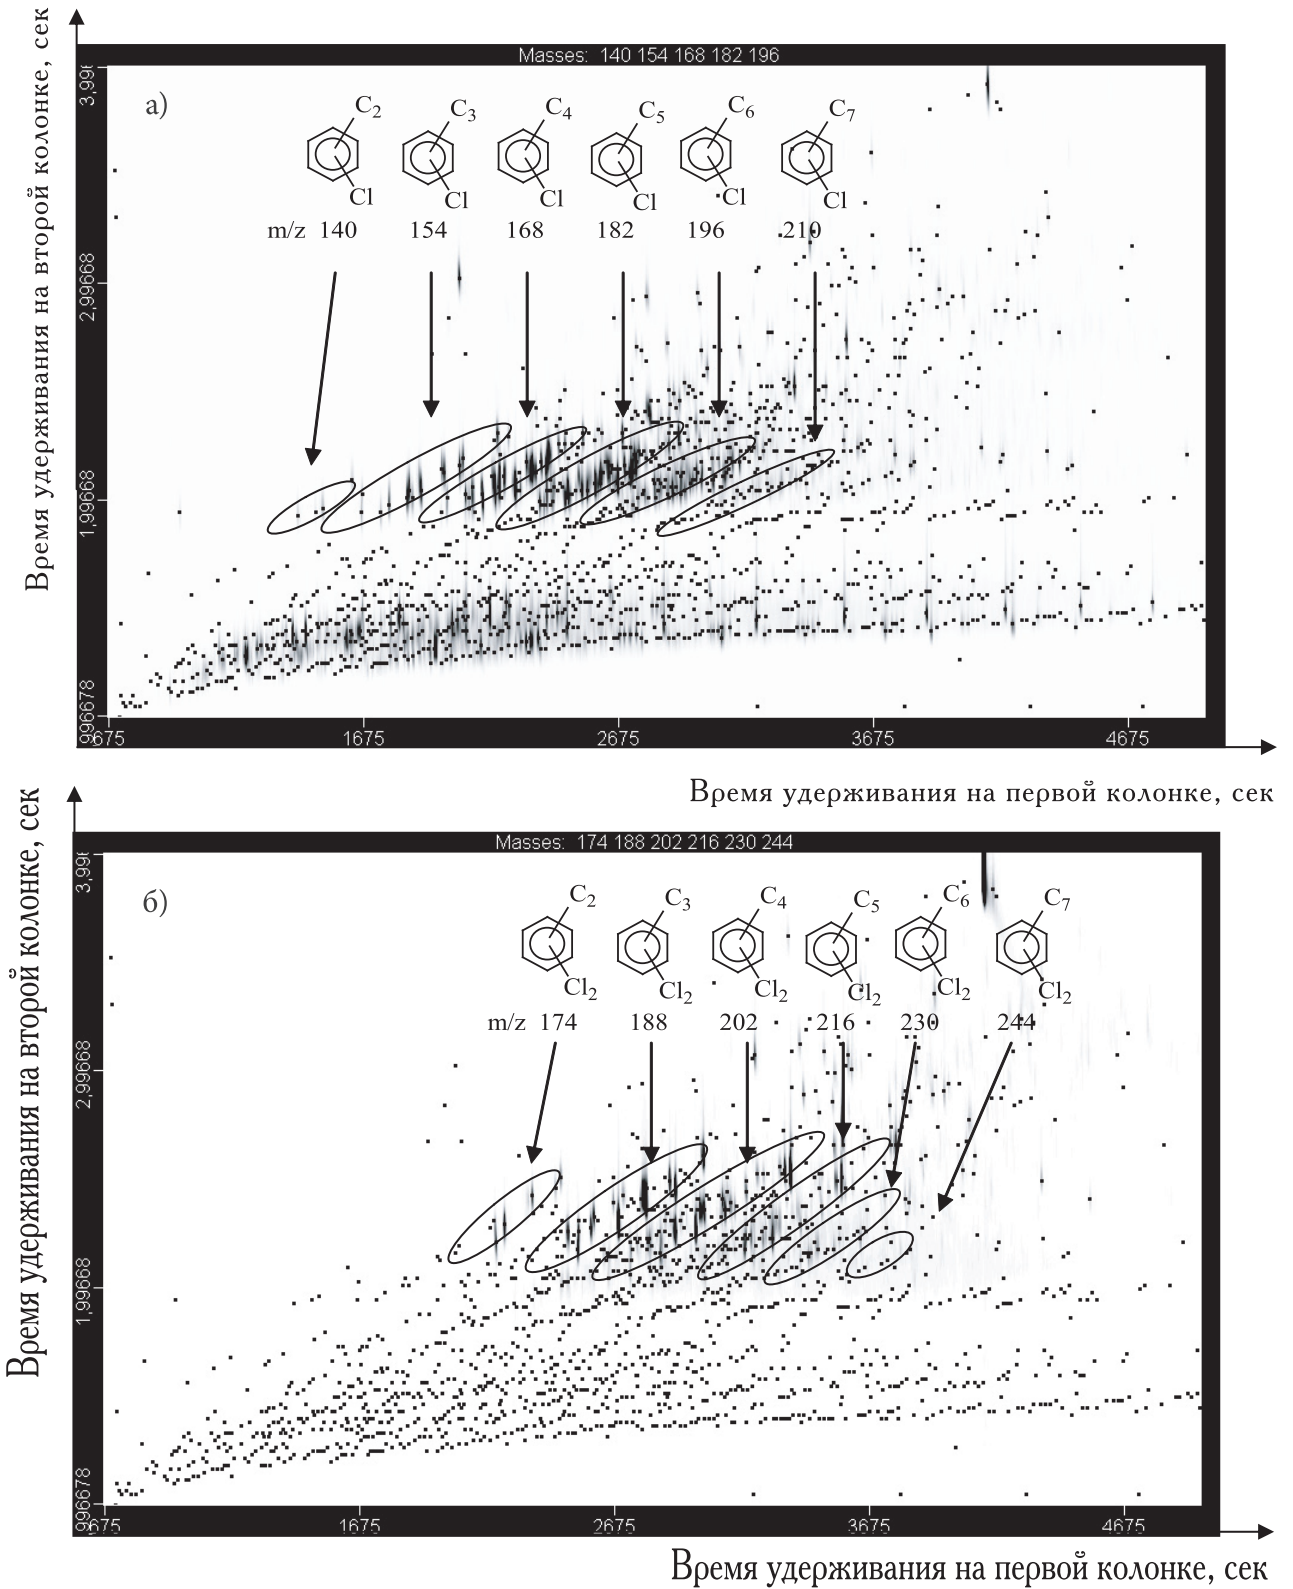 Время удерживания на второй колонке, сек
Masses: 140 154 168 182 196
а)
C2 C3 C4 C5 C6 C7
Cl Cl Cl Cl Cl Cl
m/z 140 154 168 182 196 210
2,99668
1,99668
1675 2675 3675 4675
Время удерживания на первой колонке, сек
Время удерживания на второй колонке, сек
Masses: 174 188 202 216 230 244
б)
C2 C3 C4 C5 C6 C7
Cl2 Cl2 Cl2 Cl2 Cl2 Cl2
m/z 174 188 202 216 230 244
2,99668
1,99668
1675 2675 3675 4675
Время удерживания на первой колонке, сек